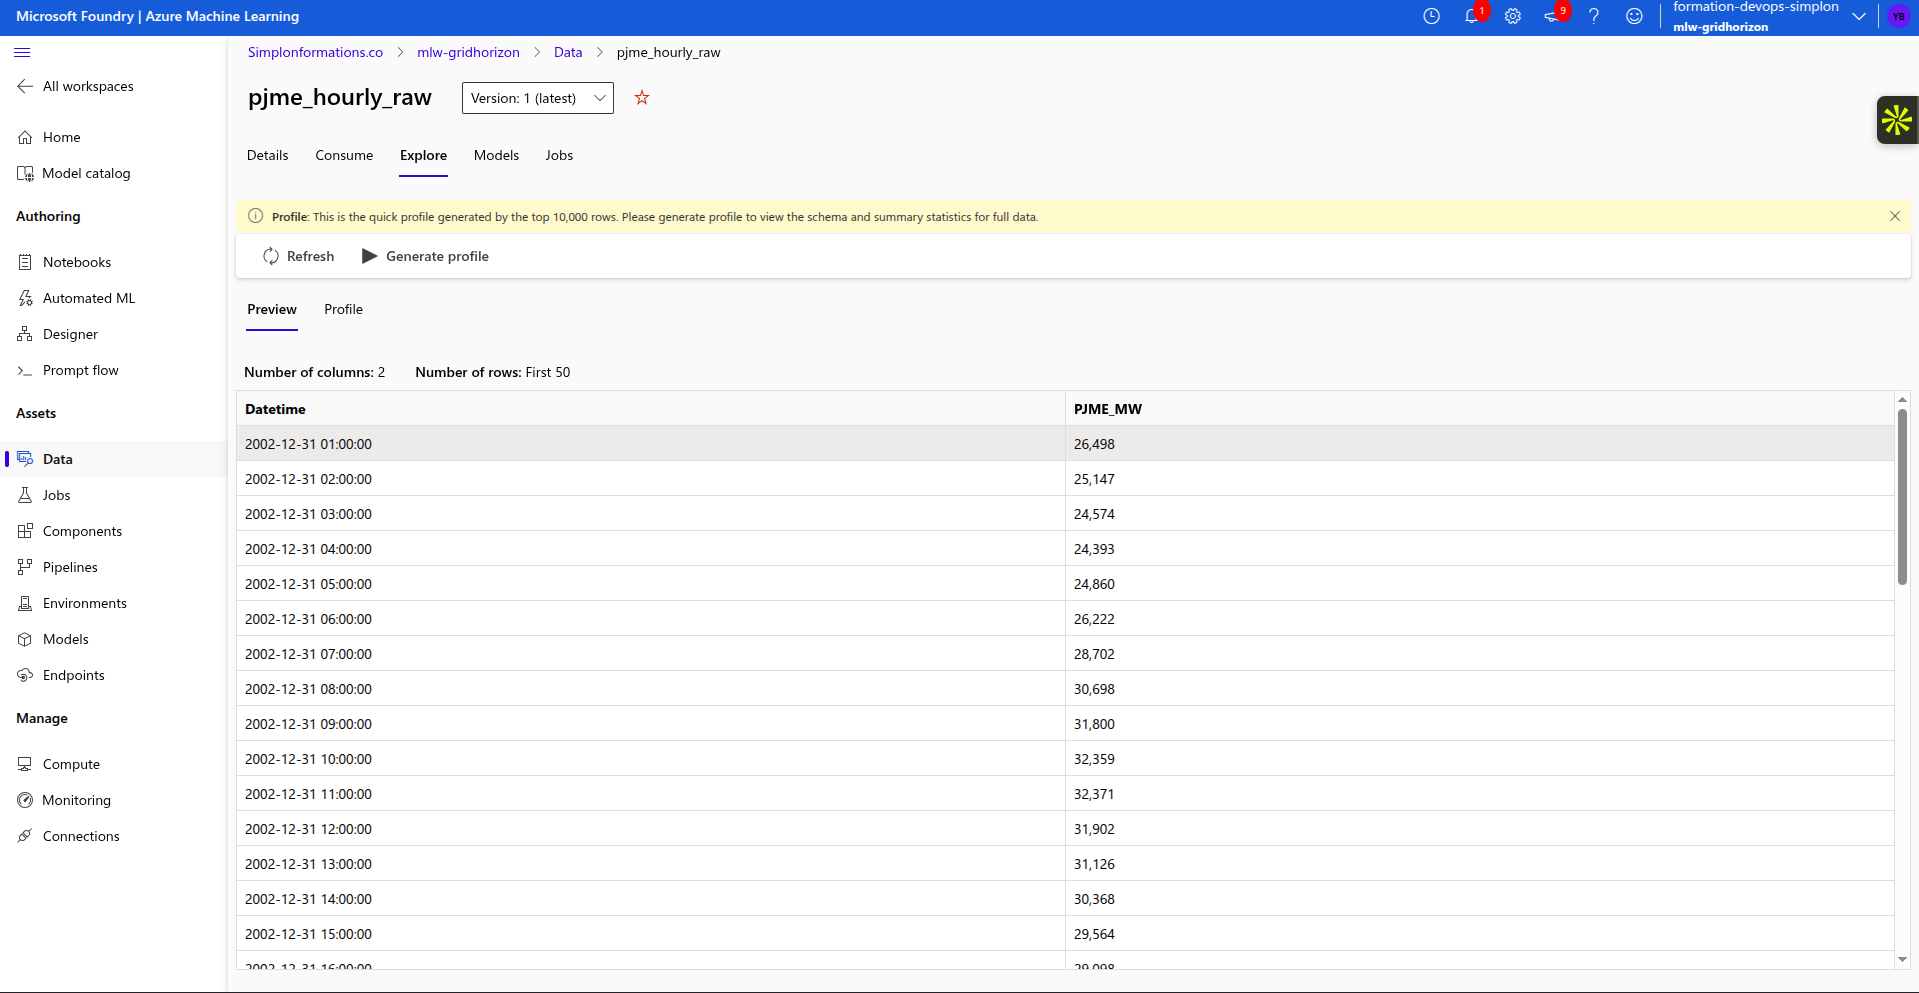 Microsoft Foundry | Azure Machine Learning
1
9
formation-devops-simplon
mlw-gridhorizon
YB
Simplonformations.co > mlw-gridhorizon > Data > pjme_hourly_raw
All workspaces
pjme_hourly_raw
Version: 1 (latest)
Home
Model catalog
Authoring
Notebooks
Automated ML
Designer
Prompt flow
Assets
Data
Jobs
Components
Pipelines
Environments
Models
Endpoints
Manage
Compute
Monitoring
Connections
Details Consume Explore Models Jobs
Profile: This is the quick profile generated by the top 10,000 rows. Please generate profile to view the schema and summary statistics for full data.
Refresh Generate profile
Preview Profile
Number of columns: 2 Number of rows: First 50
Datetime PJME_MW
2002-12-31 01:00:00 26,498
2002-12-31 02:00:00 25,147
2002-12-31 03:00:00 24,574
2002-12-31 04:00:00 24,393
2002-12-31 05:00:00 24,860
2002-12-31 06:00:00 26,222
2002-12-31 07:00:00 28,702
2002-12-31 08:00:00 30,698
2002-12-31 09:00:00 31,800
2002-12-31 10:00:00 32,359
2002-12-31 11:00:00 32,371
2002-12-31 12:00:00 31,902
2002-12-31 13:00:00 31,126
2002-12-31 14:00:00 30,368
2002-12-31 15:00:00 29,564
2002-12-31 16:00:00 29,098